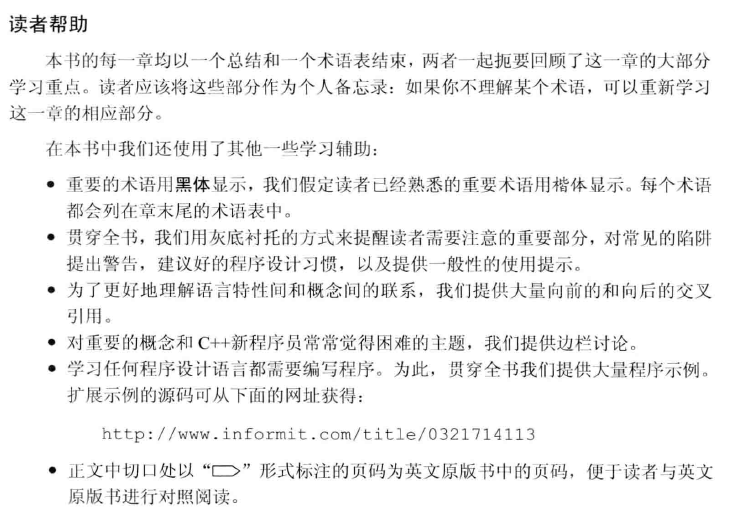 读者帮助
本书的每一章均以一个总结和一个术语表结束，两者一起扼要回顾了这一章的大部分
学习重点。读者应该将这些部分作为个人备忘录：如果你不理解某个术语，可以重新学习
这一章的相应部分。
在本书中我们还使用了其他一些学习辅助：
● 重要的术语用黑体显示，我们假定读者已经熟悉的重要术语用楷体显示。每个术语
都会列在章末尾的术语表中。
● 贯穿全书，我们用灰底衬托的方式来提醒读者需要注意的重要部分，对常见的陷阱
提出警告，建议好的程序设计习惯，以及提供一般性的使用提示。
● 为了更好地理解语言特性间和概念间的联系，我们提供大量向前的和向后的交叉
引用。
● 对重要的概念和 C++新程序员常常觉得困难的主题，我们提供边栏讨论。
● 学习任何程序设计语言都需要编写程序。为此，贯穿全书我们提供大量程序示例。
扩展示例的源码可从下面的网址获得：
http://www.informit.com/title/0321714113
● 正文中切口处以“”形式标注的页码为英文原版书中的页码，便于读者与英文
原版书进行对照阅读。